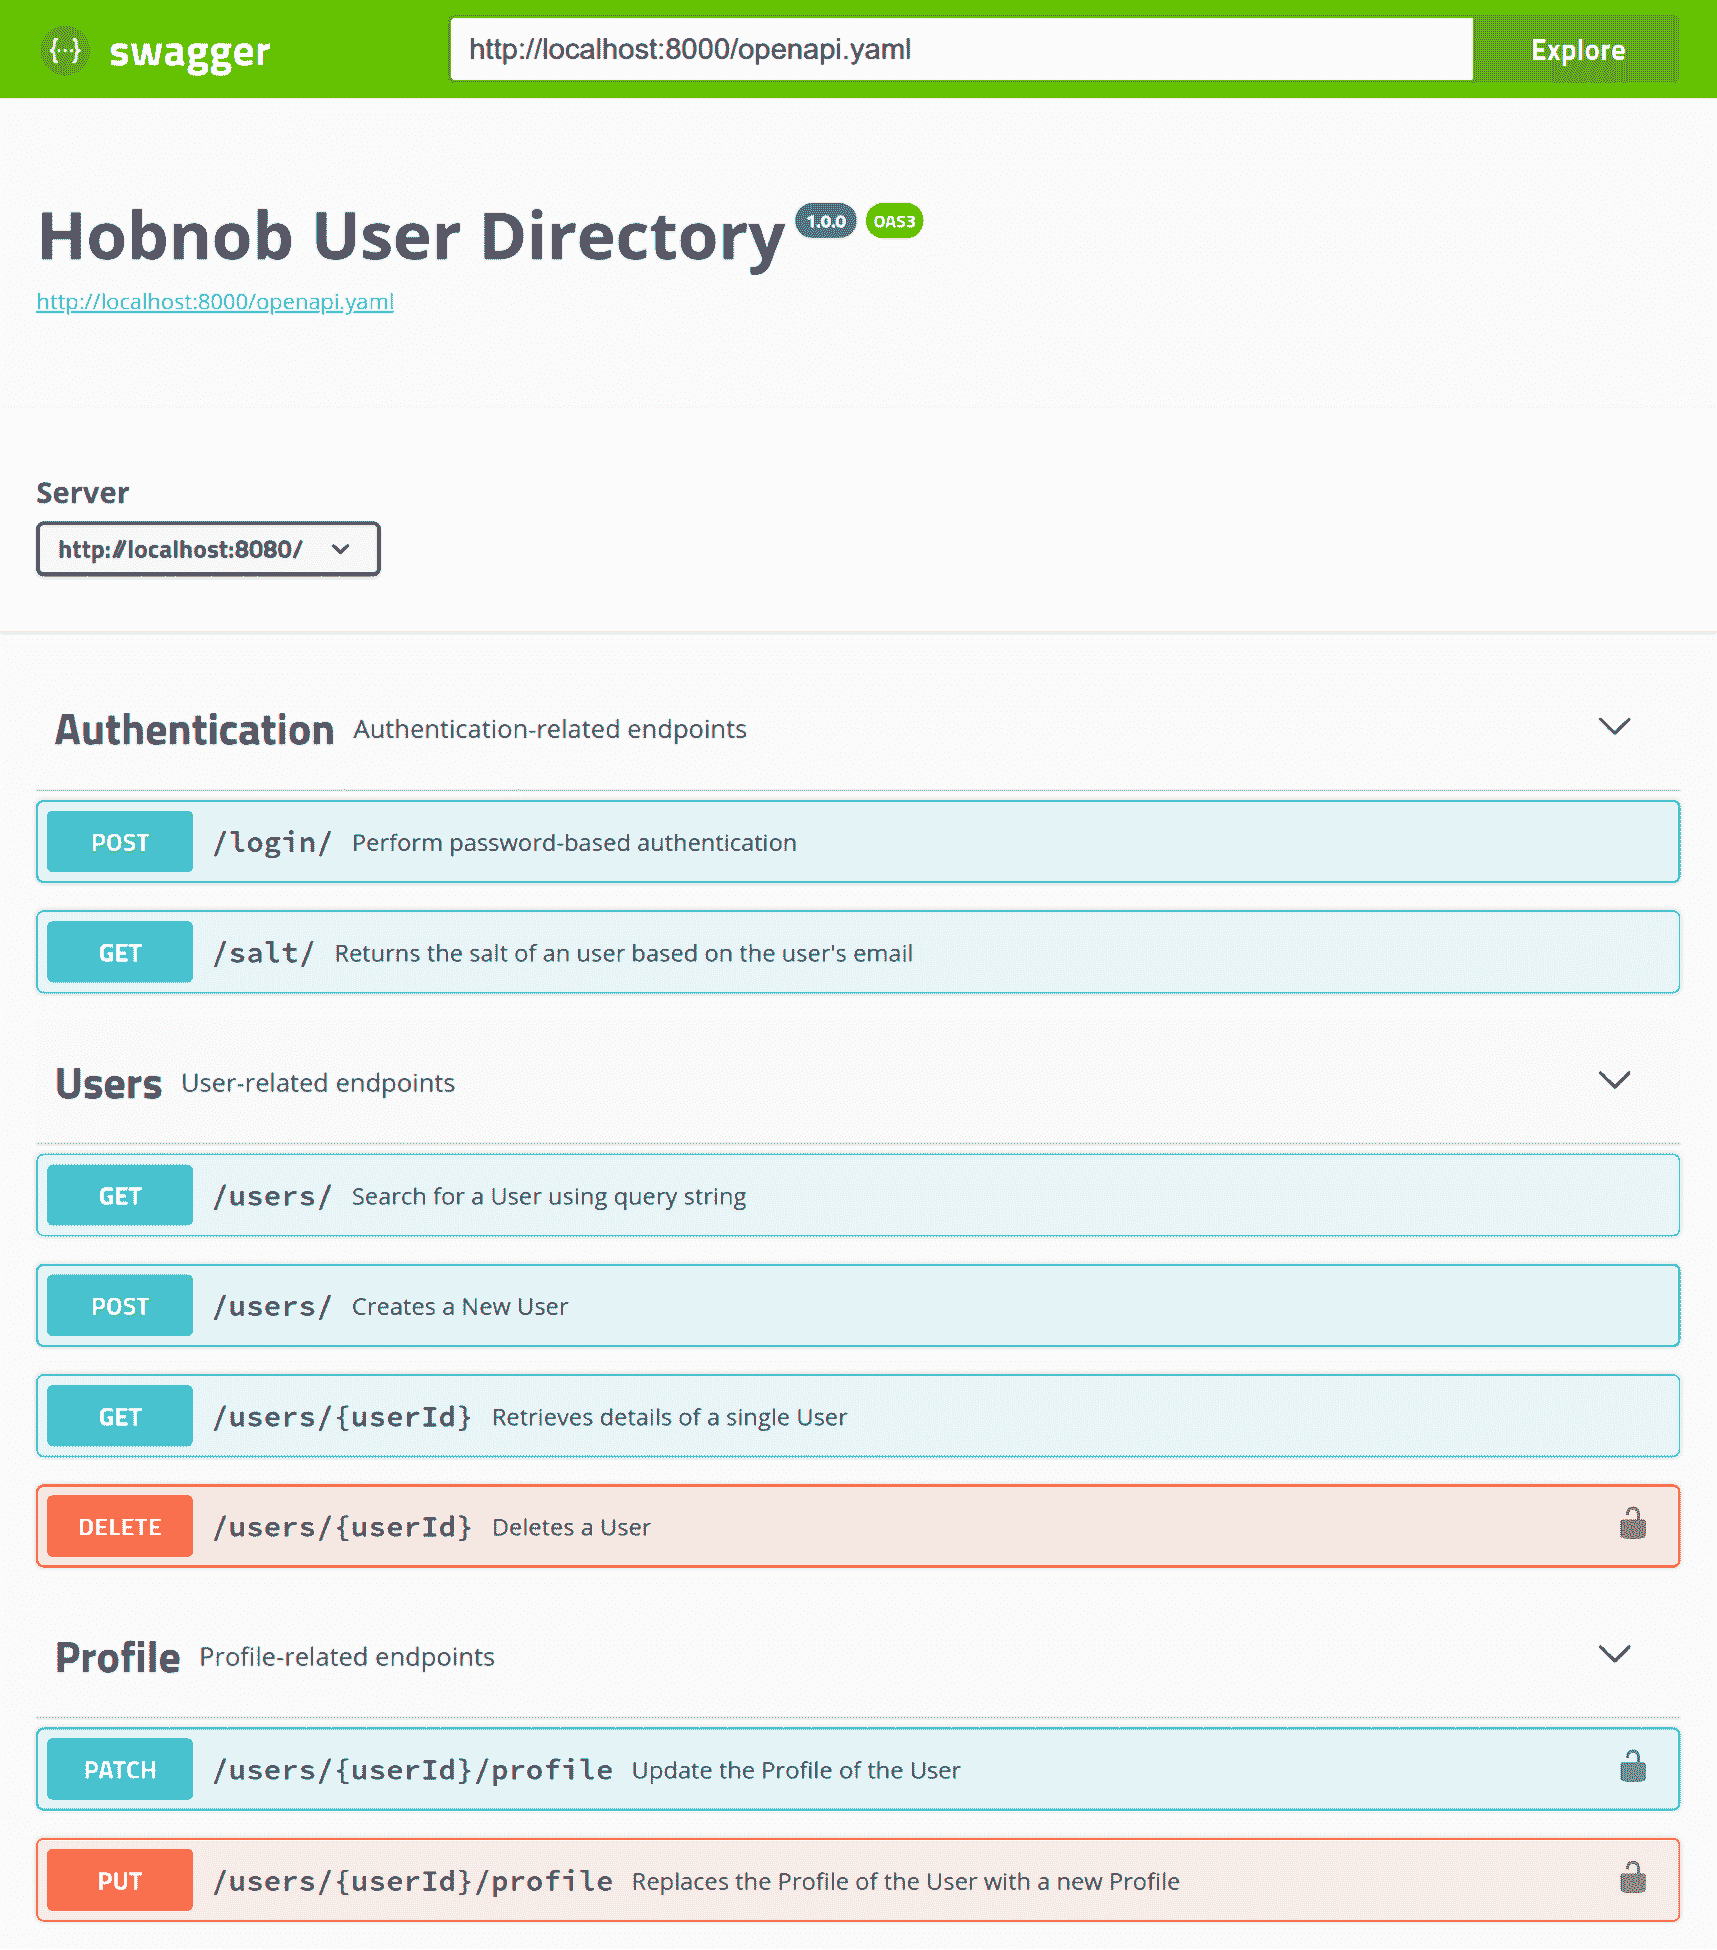 swagger
http://localhost:8000/openapi.yaml
Explore
Hobnob User Directory 1.0.0 OAS3
http://localhost:8000/openapi.yaml
Server
http://localhost:8080/
Authentication Authentication-related endpoints
POST /login/ Perform password-based authentication
GET /salt/ Returns the salt of an user based on the user's email
Users User-related endpoints
GET /users/ Search for a User using query string
POST /users/ Creates a New User
GET /users/{userId} Retrieves details of a single User
DELETE /users/{userId} Deletes a User
Profile Profile-related endpoints
PATCH /users/{userId}/profile Update the Profile of the User
PUT /users/{userId}/profile Replaces the Profile of the User with a new Profile